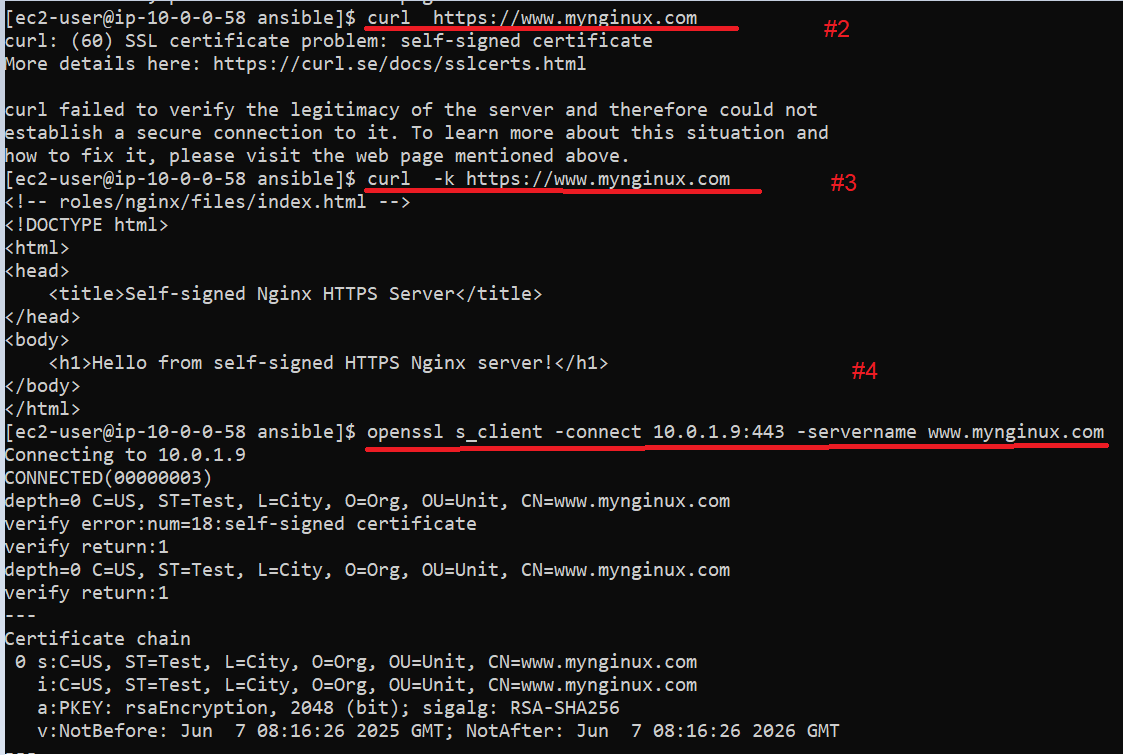 [ec2-user@ip-10-0-0-58 ansible]$ curl  https://www.mynginux.com
#2
curl: (60) SSL certificate problem: self-signed certificate
More details here: https://curl.se/docs/sslcerts.html
curl failed to verify the legitimacy of the server and therefore could not
establish a secure connection to it. To learn more about this situation and
how to fix it, please visit the web page mentioned above.
[ec2-user@ip-10-0-0-58 ansible]$ curl  -k https://www.mynginux.com
#3
<!-- roles/nginx/files/index.html -->
<!DOCTYPE html>
<html>
<head>
    <title>Self-signed Nginx HTTPS Server</title>
</head>
<body>
    <h1>Hello from self-signed HTTPS Nginx server!</h1>
#4
</body>
</html>
[ec2-user@ip-10-0-0-58 ansible]$ openssl s_client -connect 10.0.1.9:443 -servername www.mynginux.com
Connecting to 10.0.1.9
CONNECTED(00000003)
depth=0 C=US, ST=Test, L=City, O=Org, OU=Unit, CN=www.mynginux.com
verify error:num=18:self-signed certificate
verify return:1
depth=0 C=US, ST=Test, L=City, O=Org, OU=Unit, CN=www.mynginux.com
verify return:1
---
Certificate chain
 0 s:C=US, ST=Test, L=City, O=Org, OU=Unit, CN=www.mynginux.com
   i:C=US, ST=Test, L=City, O=Org, OU=Unit, CN=www.mynginux.com
   a:PKEY: rsaEncryption, 2048 (bit); sigalg: RSA-SHA256
   v:NotBefore: Jun  7 08:16:26 2025 GMT; NotAfter: Jun  7 08:16:26 2026 GMT
---